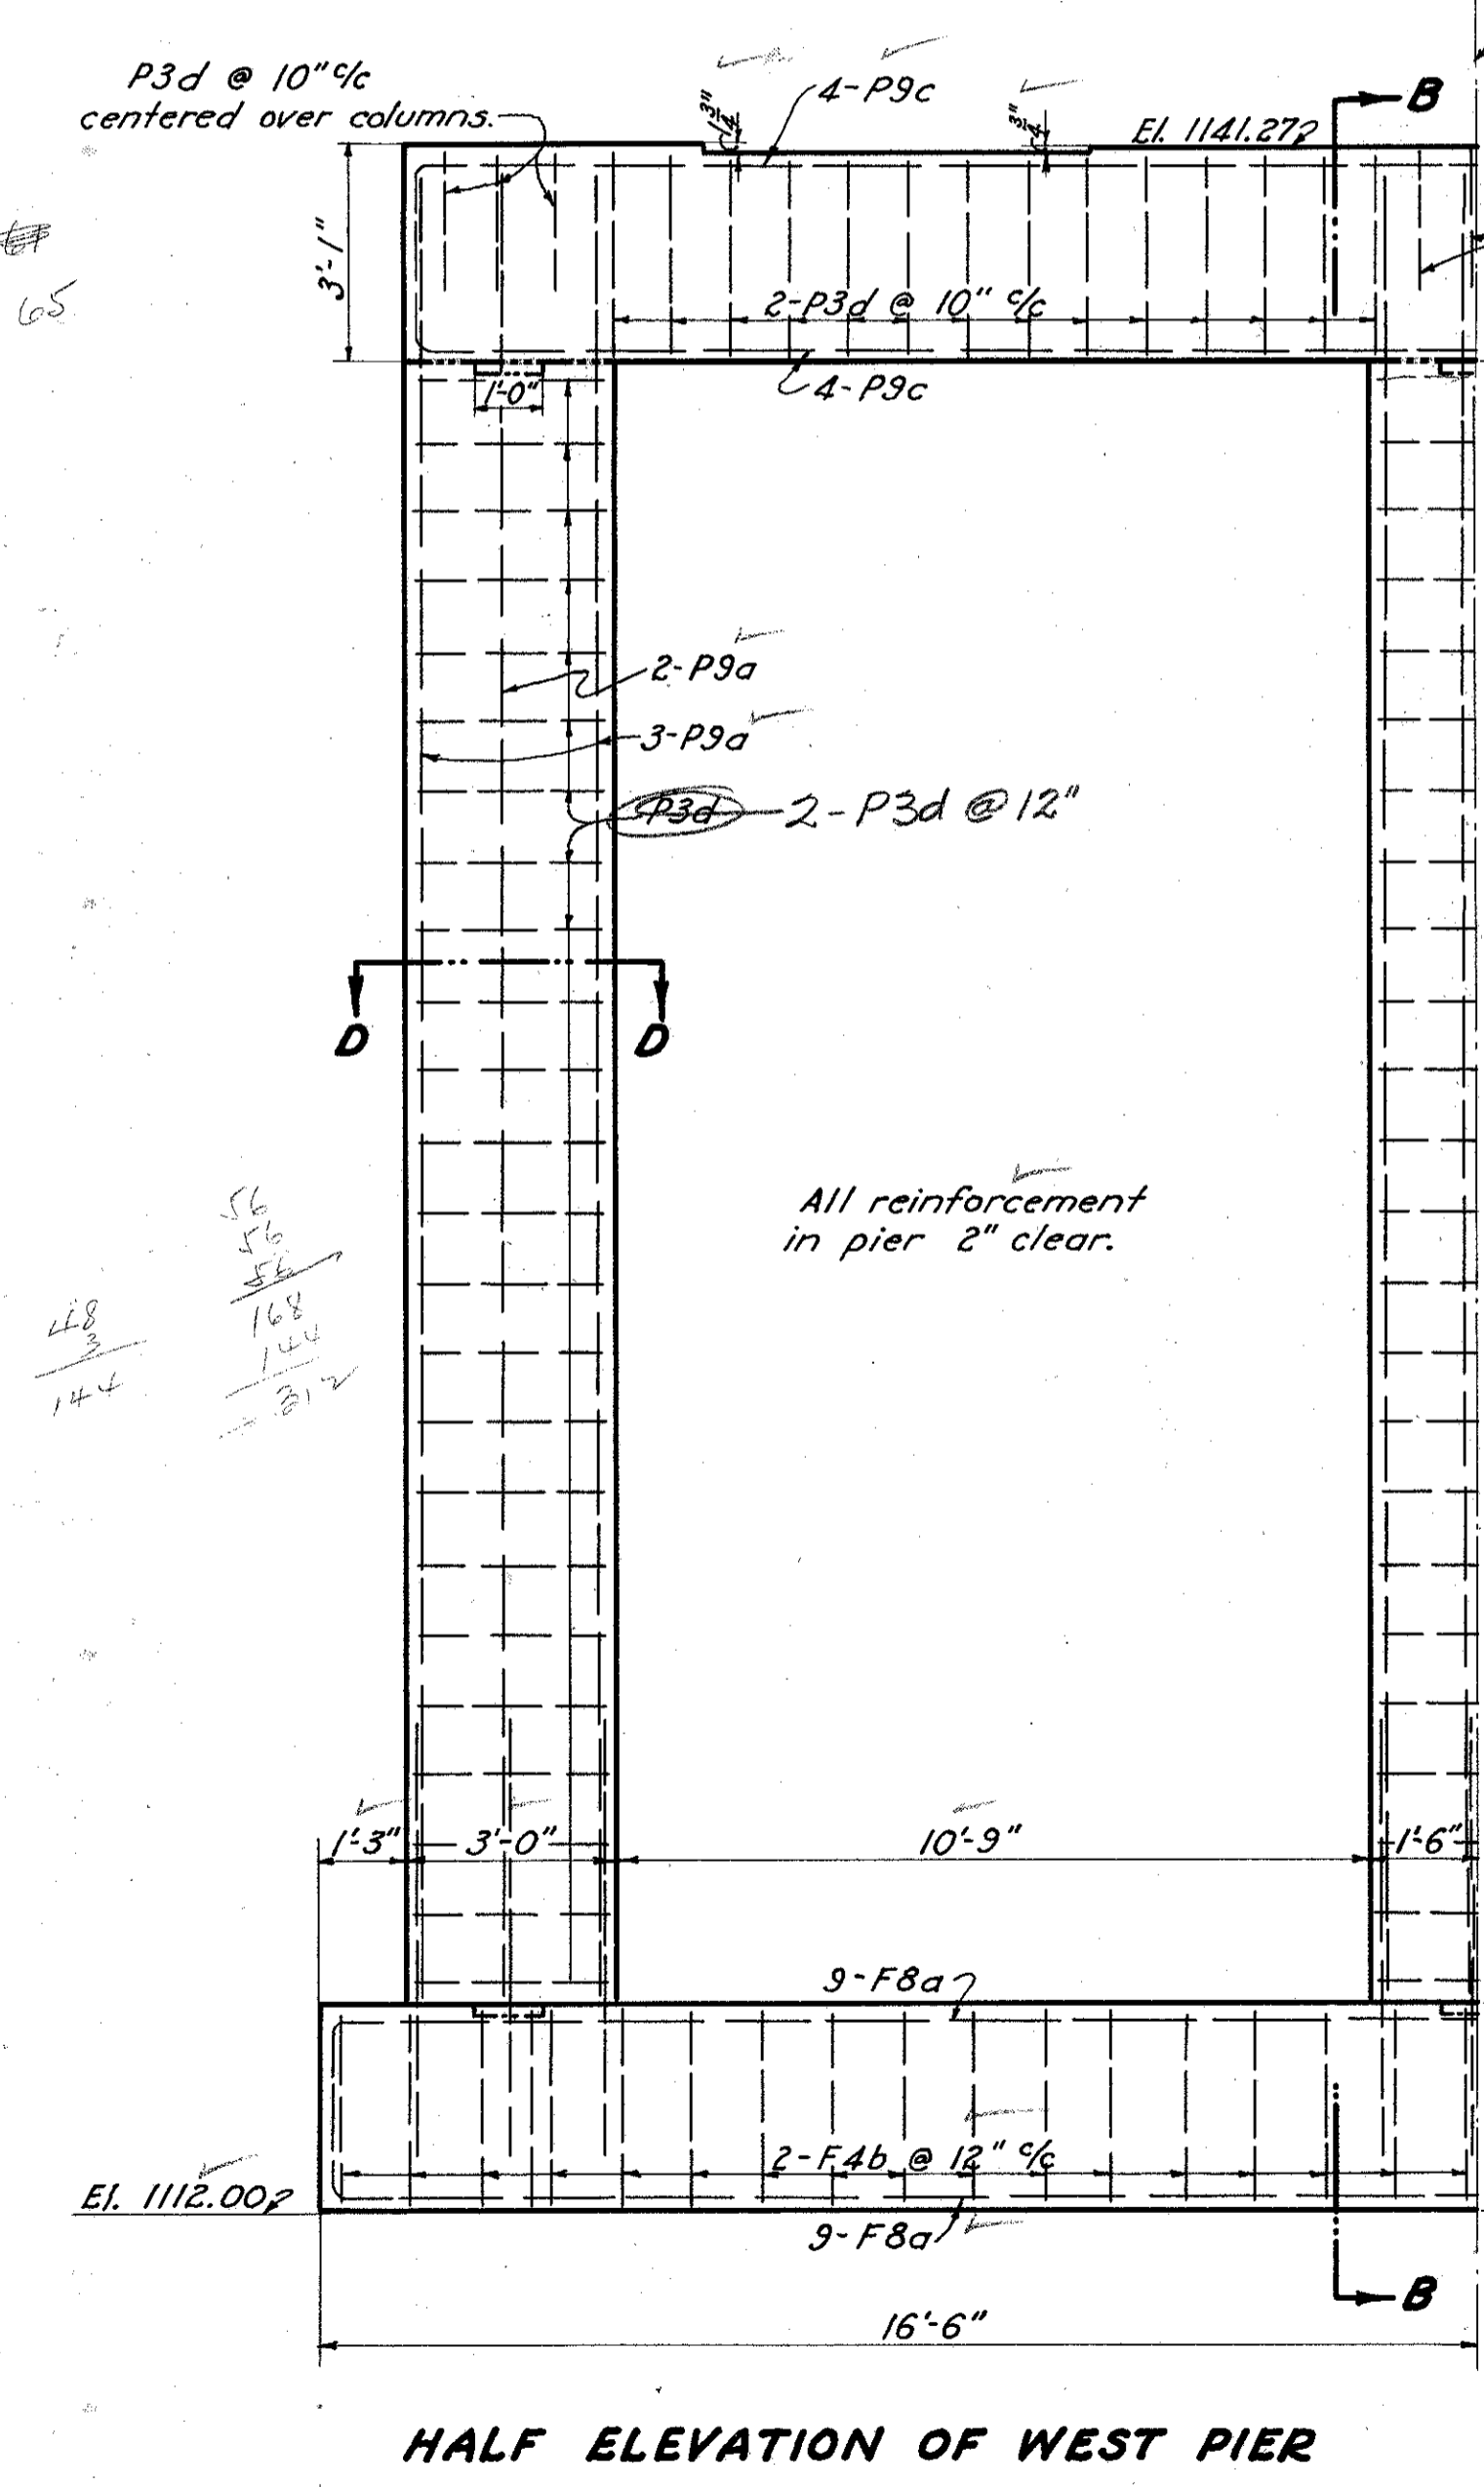 P3d @ 10" c/c
centered over columns.
4-P9c
1 3/4"
3/4"
El. 1141.27
B
3'-1"
65
2-P3d @ 10" c/c
1'-0"
4-P9c
2-P9a
3-P9a
P3d
2-P3d @ 12"
D
D
All reinforcement
in pier 2" clear.
56
56
56
168
144
312
48
3
144
1'-3"
3'-0"
10'-9"
1'-6"
9-F8a
2-F4b @ 12" c/c
El. 1112.00
9-F8a
B
16'-6"
HALF ELEVATION OF WEST PIER